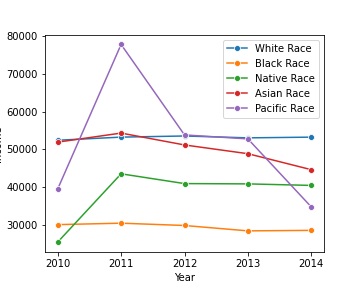 80000
70000
60000
50000
40000
30000
White Race
Black Race
Native Race
Asian Race
Pacific Race
2010 2011 2012 2013 2014
Year